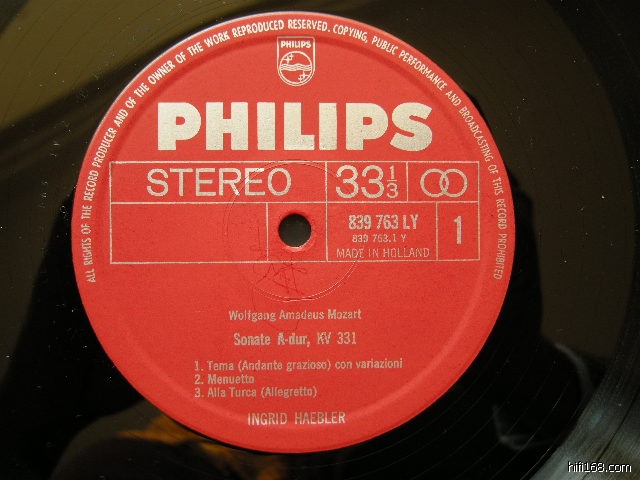 ALL RIGHTS OF THE RECORD PRODUCER AND OF THE OWNER OF THE WORK REPRODUCED RESERVED. COPYING, PUBLIC PERFORMANCE AND BROADCASTING OF THIS RECORD PROHIBITED
PHILIPS
PHILIPS
STEREO 33 1/3
839 763 LY 1
839 763.1 Y
MADE IN HOLLAND
Wolfgang Amadeus Mozart
Sonate A-dur, KV 331
1. Tema (Andante grazioso) con variazioni
2. Menuetto
3. Alla Turca (Allegretto)
INGRID HAEBLER
hifi168.com